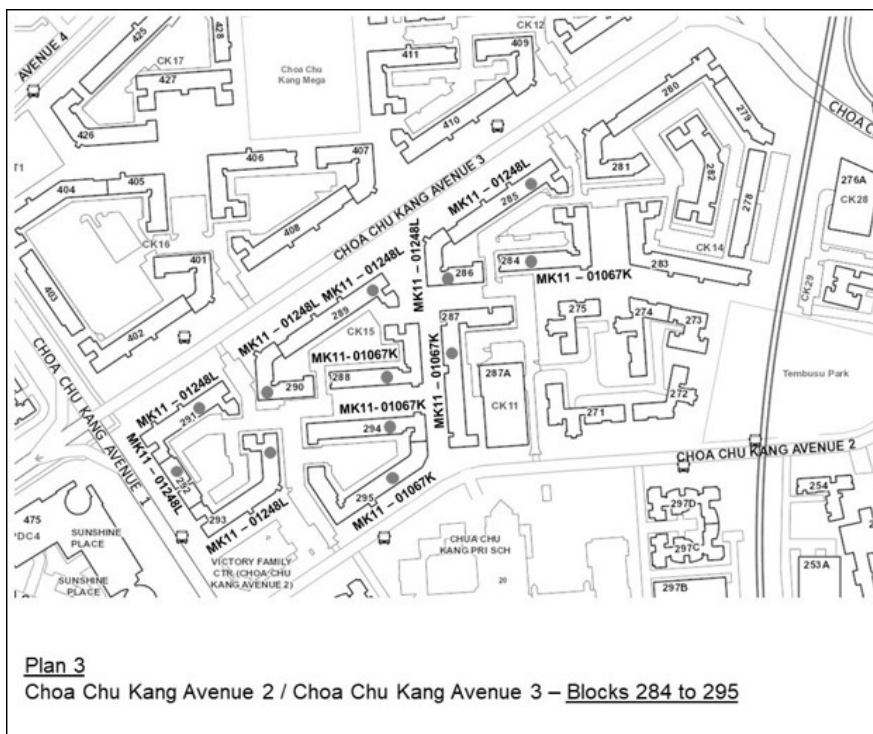 AVENUE 4
425
428
CK17
427
426
Choa Chu
Kang Mega
CK12
411
409
410
280
279
CHOA C
T1
404
405
406
407
CHOA CHU KANG AVENUE 3
281
282
276A
CK28
MK11 – 01248L
285
278
408
CK16
401
403
402
MK11 – 01248L
284
MK11 – 01067K
CK14
283
CK29
MK11 – 01248L
286
MK11 – 01248L
289
287
275
274
273
CK15
MK11- 01067K
288
MK11 – 01067K
287A
CK11
Tembusu Park
CHOA CHU KANG AVENUE 1
MK11 – 01248L
291
290
MK11- 01067K
294
271
272
MK11 – 01248L
292
CHOA CHU KANG AVENUE 2
293
MK11 – 01248L
295
MK11 – 01067K
254
475
PDC4
SUNSHINE
PLACE
SUNSHINE
PLACE
VICTORY FAMILY
CTR (CHOA CHU
KANG AVENUE 2)
CHUA CHU
KANG PRI SCH
20
297D
297C
297B
253A
Plan 3
Choa Chu Kang Avenue 2 / Choa Chu Kang Avenue 3 – Blocks 284 to 295